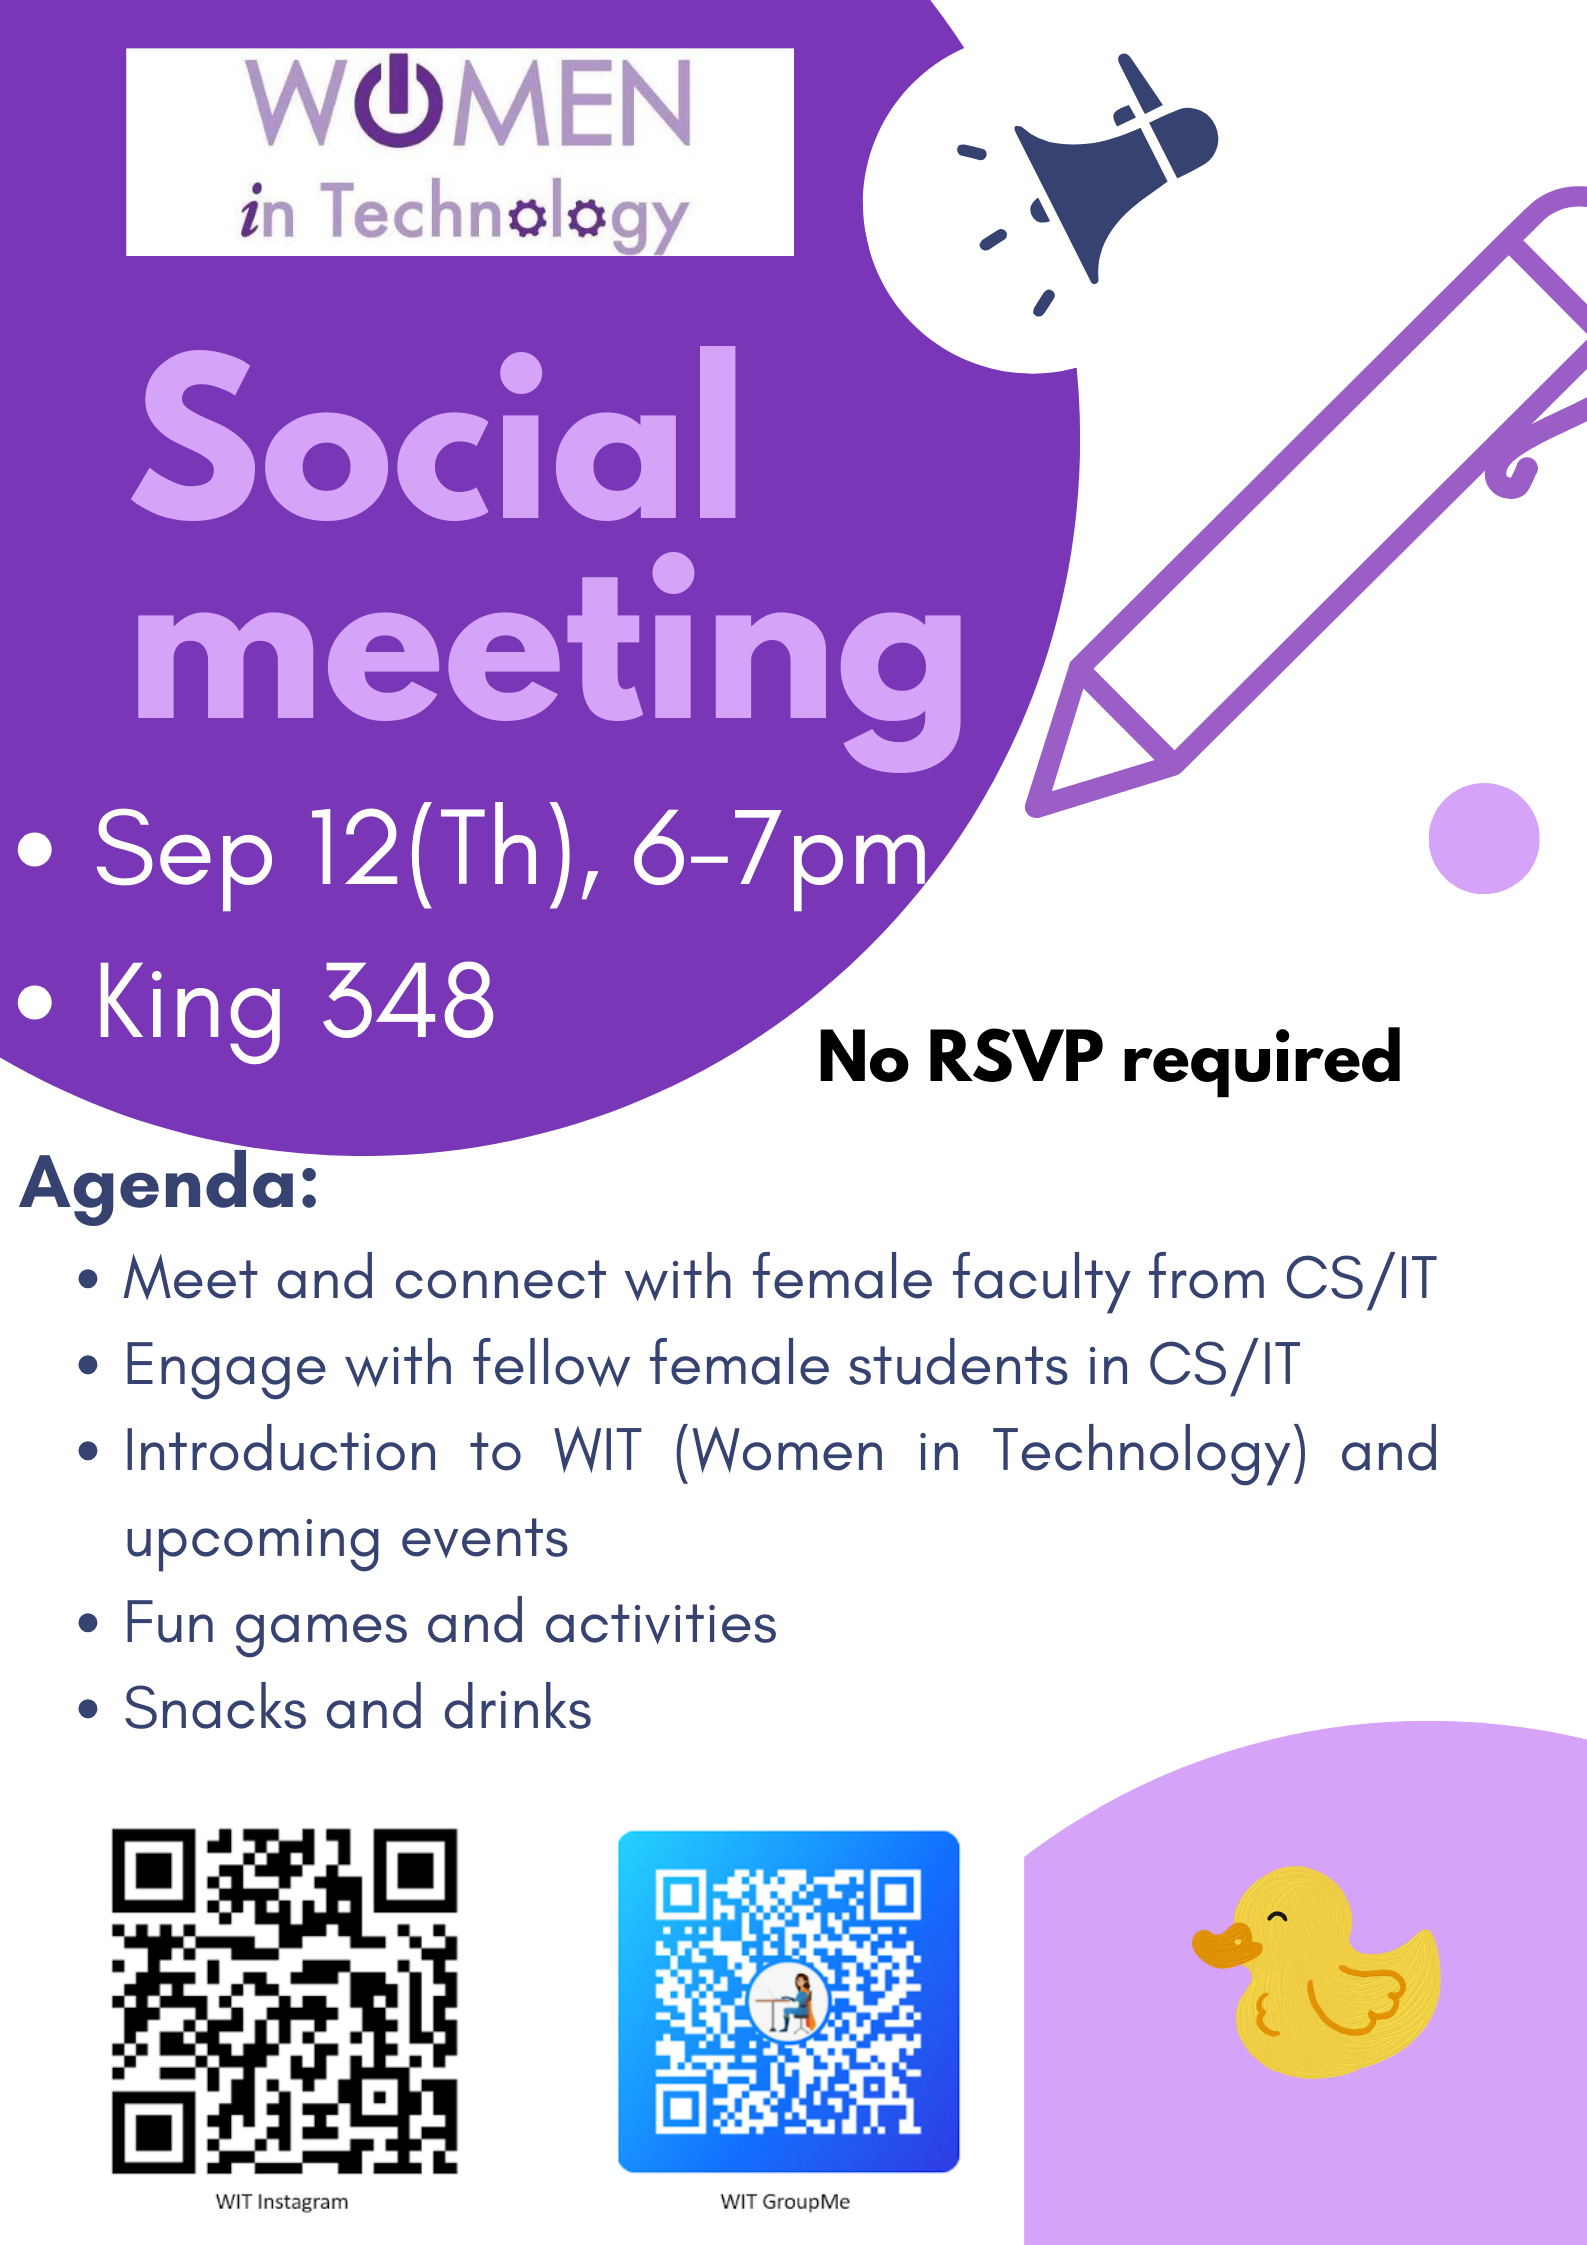 WOMEN
in Technology
Social
meeting
• Sep 12(Th), 6-7pm
• King 348
No RSVP required
Agenda:
• Meet and connect with female faculty from CS/IT
• Engage with fellow female students in CS/IT
• Introduction to WIT (Women in Technology) and
upcoming events
• Fun games and activities
• Snacks and drinks
WIT Instagram
WIT GroupMe